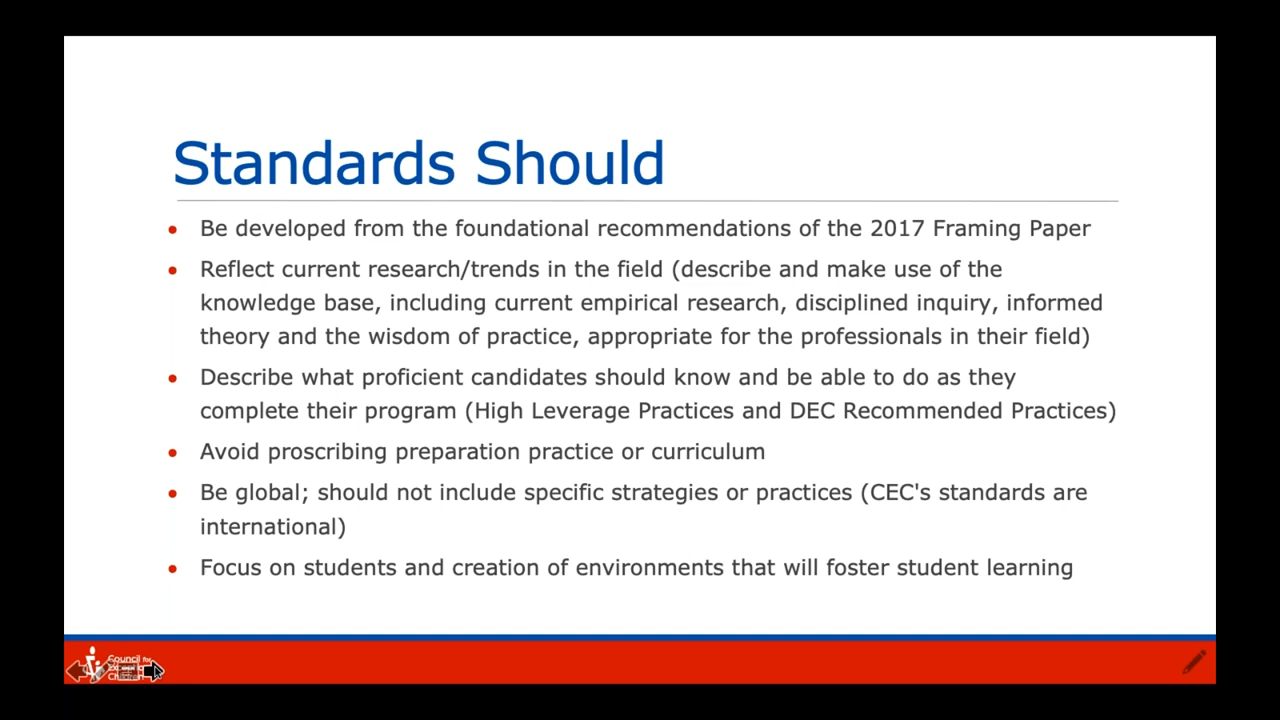 Standards Should
• Be developed from the foundational recommendations of the 2017 Framing Paper
• Reflect current research/trends in the field (describe and make use of the
knowledge base, including current empirical research, disciplined inquiry, informed
theory and the wisdom of practice, appropriate for the professionals in their field)
• Describe what proficient candidates should know and be able to do as they
complete their program (High Leverage Practices and DEC Recommended Practices)
• Avoid proscribing preparation practice or curriculum
• Be global; should not include specific strategies or practices (CEC's standards are
international)
• Focus on students and creation of environments that will foster student learning
Council for
Children